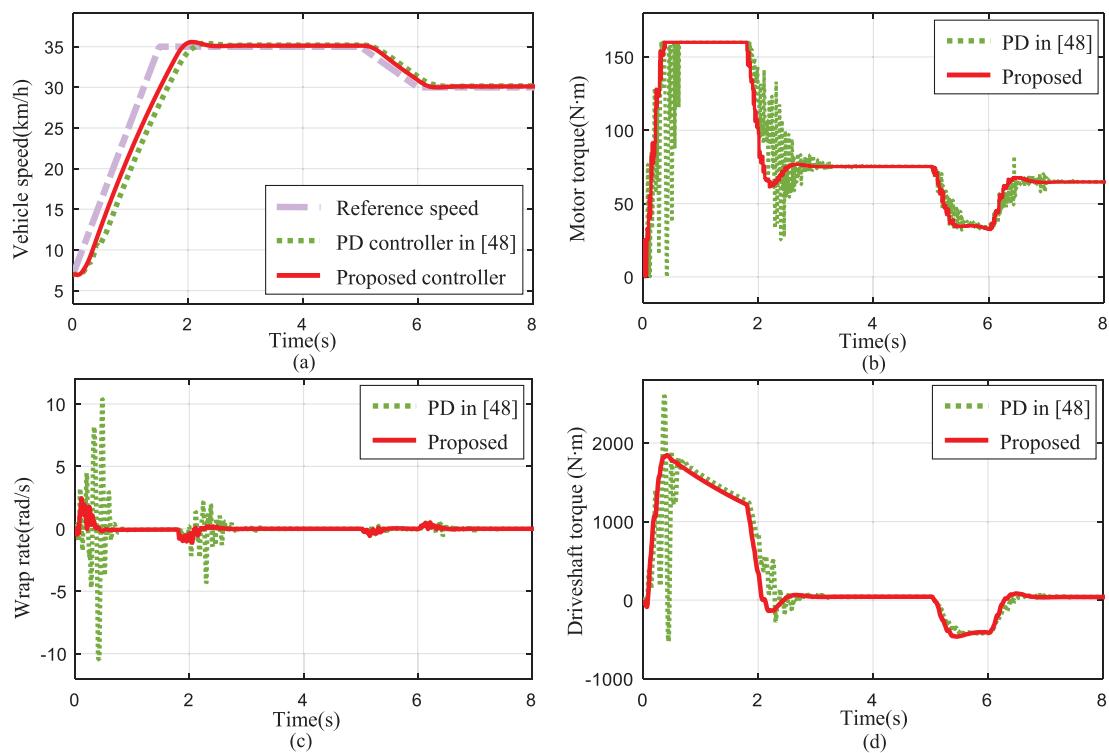 40
35
30
25
20
15
10
5
Vehicle speed(km/h)
Reference speed
PD controller in [48]
Proposed controller
0
2
4
6
8
Time(s)
(a)
150
100
50
0
Motor torque(N·m)
PD in [48]
Proposed
0
2
4
6
8
Time(s)
(b)
10
5
0
-5
-10
Wrap rate(rad/s)
PD in [48]
Proposed
0
2
4
6
8
Time(s)
(c)
2000
1000
0
-1000
Driveshaft torque (N·m)
PD in [48]
Proposed
0
2
4
6
8
Time(s)
(d)